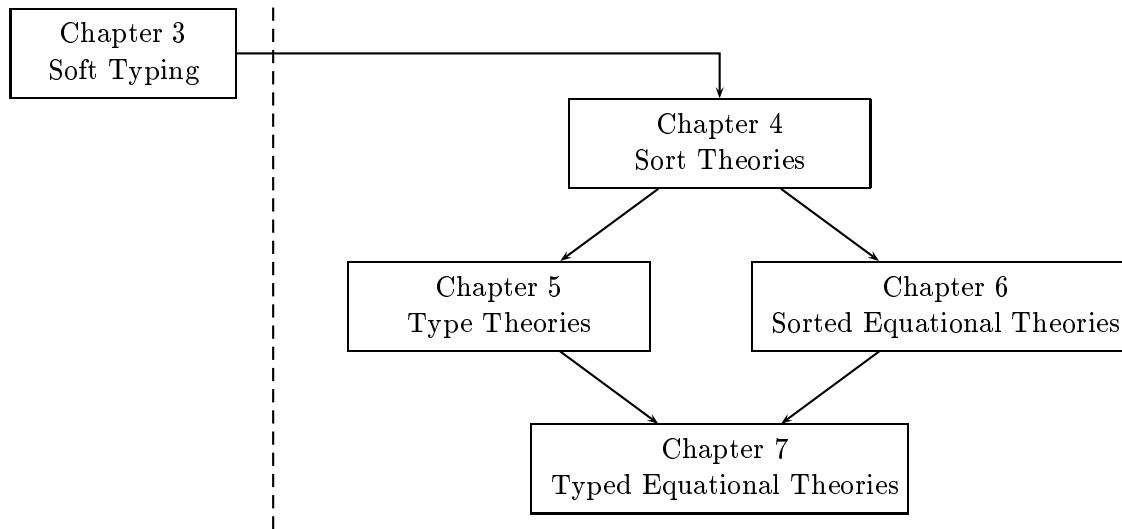 Chapter 3
Soft Typing
Chapter 4
Sort Theories
Chapter 5
Type Theories
Chapter 6
Sorted Equational Theories
Chapter 7
Typed Equational Theories